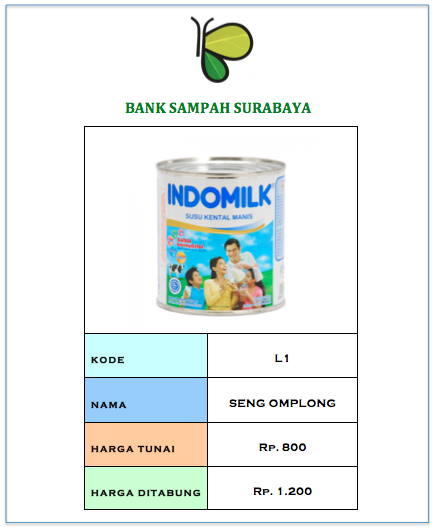 BANK SAMPAH SURABAYA
INDOMILK
SUSU KENTAL MANIS
KODE L1
NAMA SENG OMPLONG
HARGA TUNAI Rp. 800
HARGA DITABUNG Rp. 1.200